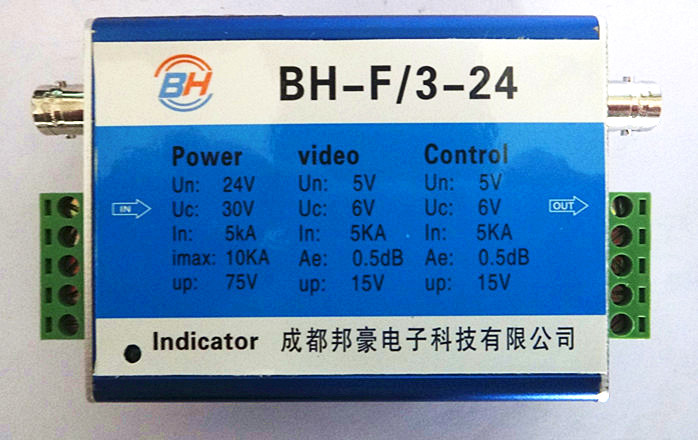 BH
BH-F/3-24
Power video Control
Un: 24V Un: 5V Un: 5V
Uc: 30V Uc: 6V Uc: 6V
In: 5kA In: 5KA In: 5KA
imax: 10KA Ae: 0.5dB Ae: 0.5dB
up: 75V up: 15V up: 15V
IN
OUT
Indicator 成都邦豪电子科技有限公司